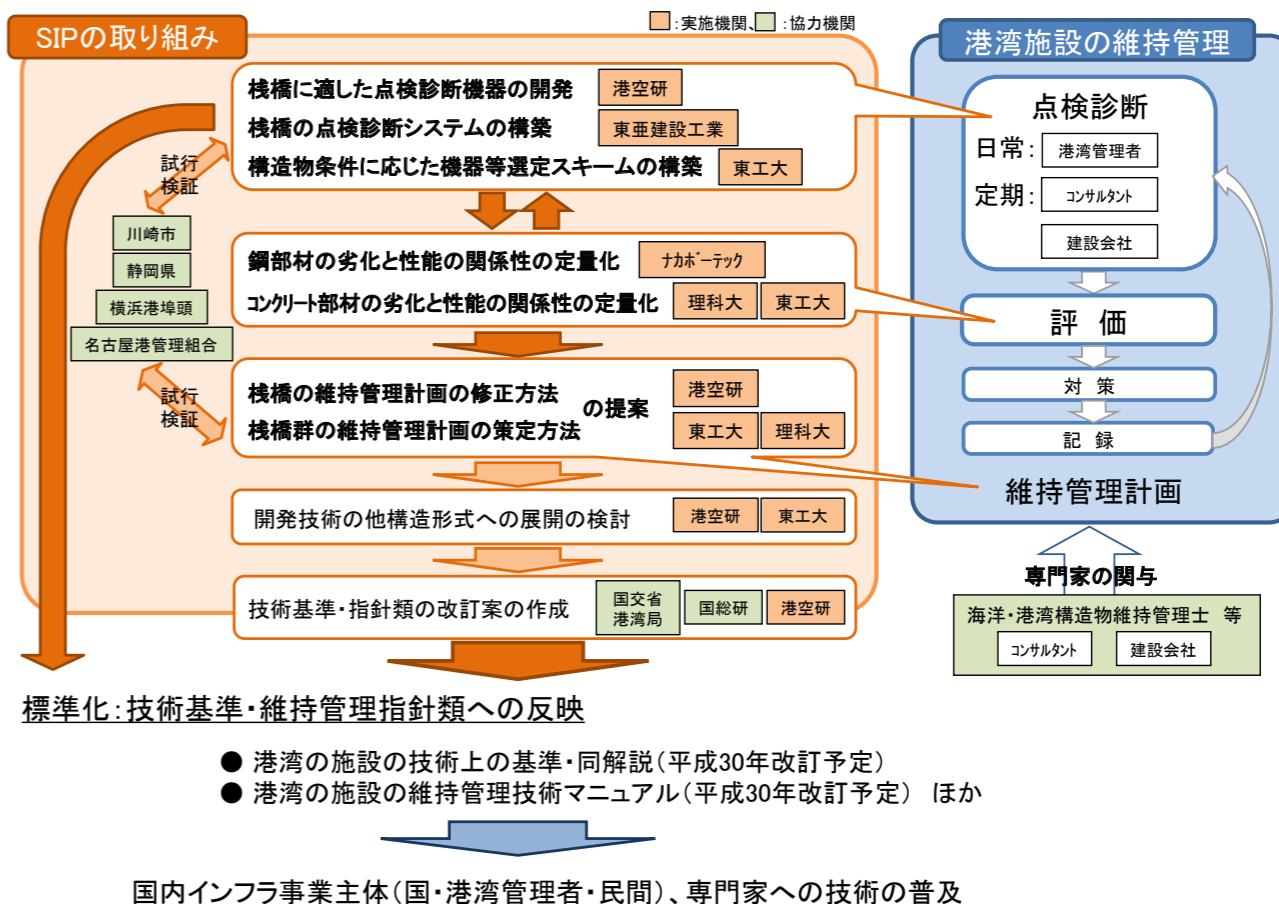 SIPの取り組み
:実施機関、 :協力機関
桟橋に適した点検診断機器の開発 港空研
桟橋の点検診断システムの構築 東亜建設工業
構造物条件に応じた機器等選定スキームの構築 東工大
試行
検証
川崎市
静岡県
横浜港埠頭
名古屋港管理組合
試行
検証
鋼部材の劣化と性能の関係性の定量化 ナカボーテック
コンクリート部材の劣化と性能の関係性の定量化 理科大 東工大
桟橋の維持管理計画の修正方法 港空研
の提案
桟橋群の維持管理計画の策定方法 東工大 理科大
開発技術の他構造形式への展開の検討 港空研 東工大
技術基準・指針類の改訂案の作成 国交省 港湾局 国総研 港空研
港湾施設の維持管理
点検診断
日常: 港湾管理者
定期: コンサルタント
建設会社
評 価
対 策
記 録
維持管理計画
専門家の関与
海洋・港湾構造物維持管理士 等
コンサルタント 建設会社
標準化:技術基準・維持管理指針類への反映
● 港湾の施設の技術上の基準・同解説(平成30年改訂予定)
● 港湾の施設の維持管理技術マニュアル(平成30年改訂予定) ほか
国内インフラ事業主体(国・港湾管理者・民間)、専門家への技術の普及